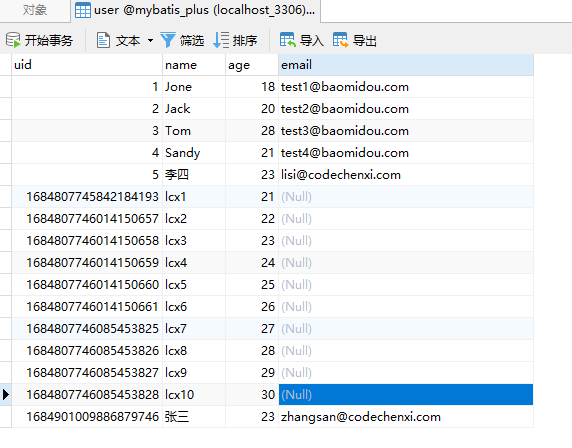 对象 user @mybatis_plus (localhost_3306)...
开始事务 文本 筛选 排序 导入 导出
uid name age email
1 Jone 18 test1@baomidou.com
2 Jack 20 test2@baomidou.com
3 Tom 28 test3@baomidou.com
4 Sandy 21 test4@baomidou.com
5 李四 23 lisi@codechenxi.com
1684807745842184193 lcx1 21 (Null)
1684807746014150657 lcx2 22 (Null)
1684807746014150658 lcx3 23 (Null)
1684807746014150659 lcx4 24 (Null)
1684807746014150660 lcx5 25 (Null)
1684807746014150661 lcx6 26 (Null)
1684807746085453825 lcx7 27 (Null)
1684807746085453826 lcx8 28 (Null)
1684807746085453827 lcx9 29 (Null)
1684807746085453828 lcx10 30 (Null)
1684901009886879746 张三 23 zhangsan@codechenxi.com